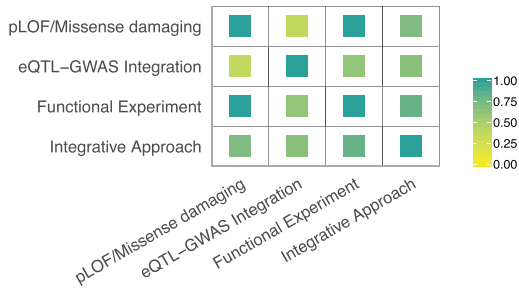 pLOF/Missense damaging
eQTL−GWAS Integration
Functional Experiment
Integrative Approach
1.00
0.75
0.50
0.25
0.00
pLOF/Missense damaging
eQTL−GWAS Integration
Functional Experiment
Integrative Approach